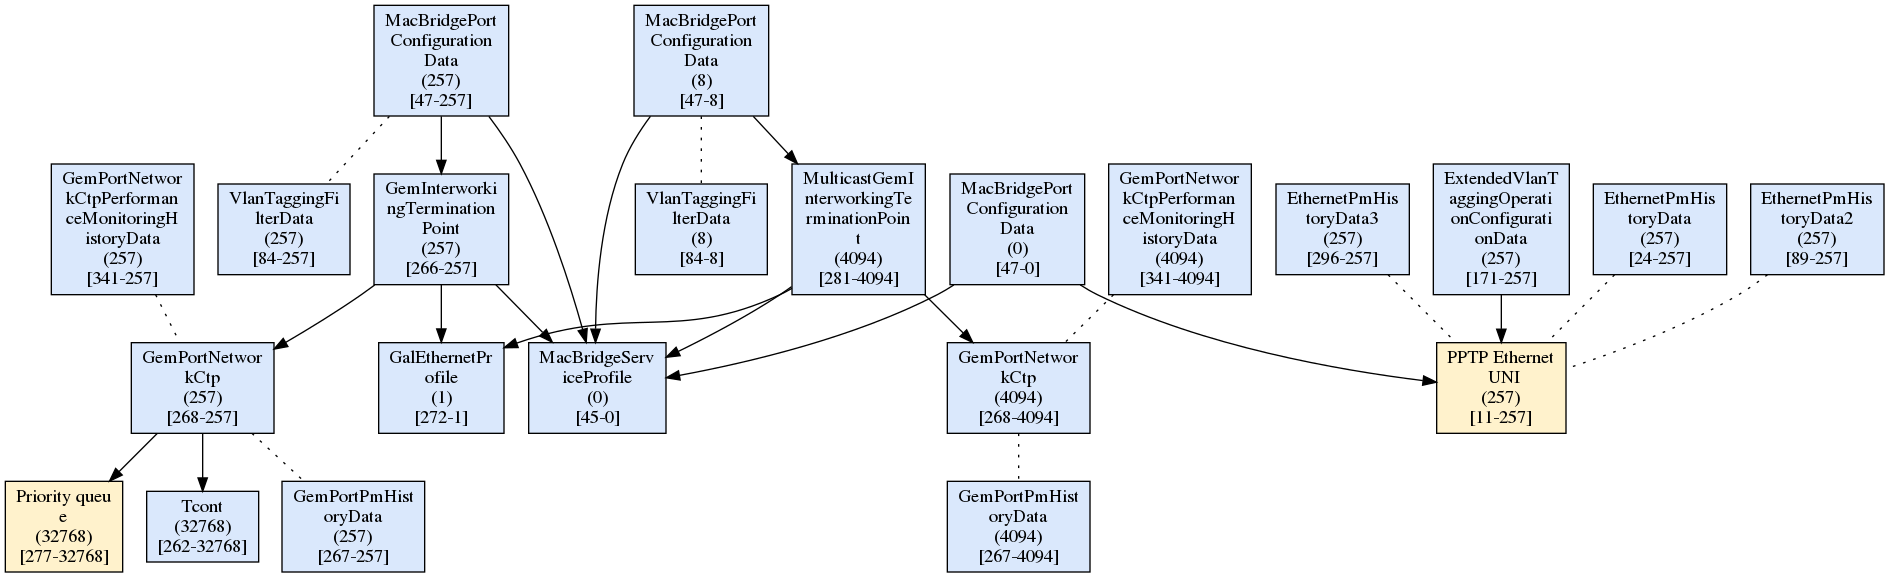 MacBridgePort
Configuration
Data
(257)
[47-257]
MacBridgePort
Configuration
Data
(8)
[47-8]
GemPortNetwor
kCtpPerforman
ceMonitoringH
istoryData
(257)
[341-257]
VlanTaggingFi
lterData
(257)
[84-257]
GemInterworki
ngTermination
Point
(257)
[266-257]
VlanTaggingFi
lterData
(8)
[84-8]
MulticastGemI
nterworkingTe
rminationPoin
t
(4094)
[281-4094]
MacBridgePort
Configuration
Data
(0)
[47-0]
GemPortNetwor
kCtpPerforman
ceMonitoringH
istoryData
(4094)
[341-4094]
EthernetPmHis
toryData3
(257)
[296-257]
ExtendedVlanT
aggingOperati
onConfigurati
onData
(257)
[171-257]
EthernetPmHis
toryData
(257)
[24-257]
EthernetPmHis
toryData2
(257)
[89-257]
GemPortNetwor
kCtp
(257)
[268-257]
GalEthernetPr
ofile
(1)
[272-1]
MacBridgeServ
iceProfile
(0)
[45-0]
GemPortNetwor
kCtp
(4094)
[268-4094]
PPTP Ethernet
UNI
(257)
[11-257]
Priority queu
e
(32768)
[277-32768]
Tcont
(32768)
[262-32768]
GemPortPmHist
oryData
(257)
[267-257]
GemPortPmHist
oryData
(4094)
[267-4094]